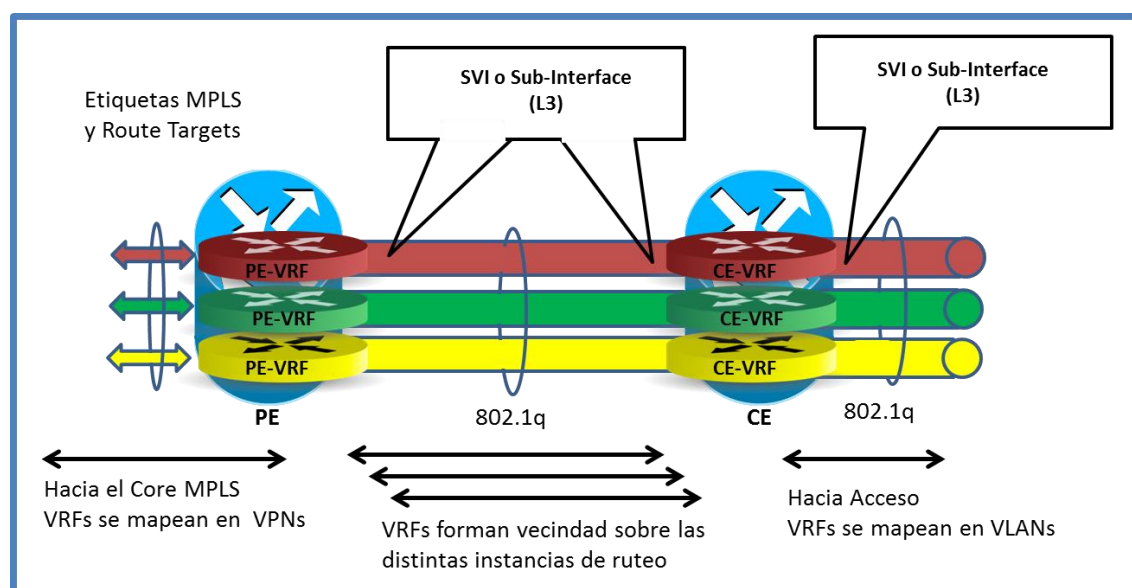 Etiquetas MPLS
y Route Targets
SVI o Sub-Interface
(L3)
SVI o Sub-Interface
(L3)
PE-VRF
CE-VRF
PE-VRF
CE-VRF
PE-VRF
CE-VRF
PE
802.1q
CE
802.1q
Hacia el Core MPLS
VRFs se mapean en VPNs
VRFs forman vecindad sobre las
distintas instancias de ruteo
Hacia Acceso
VRFs se mapean en VLANs